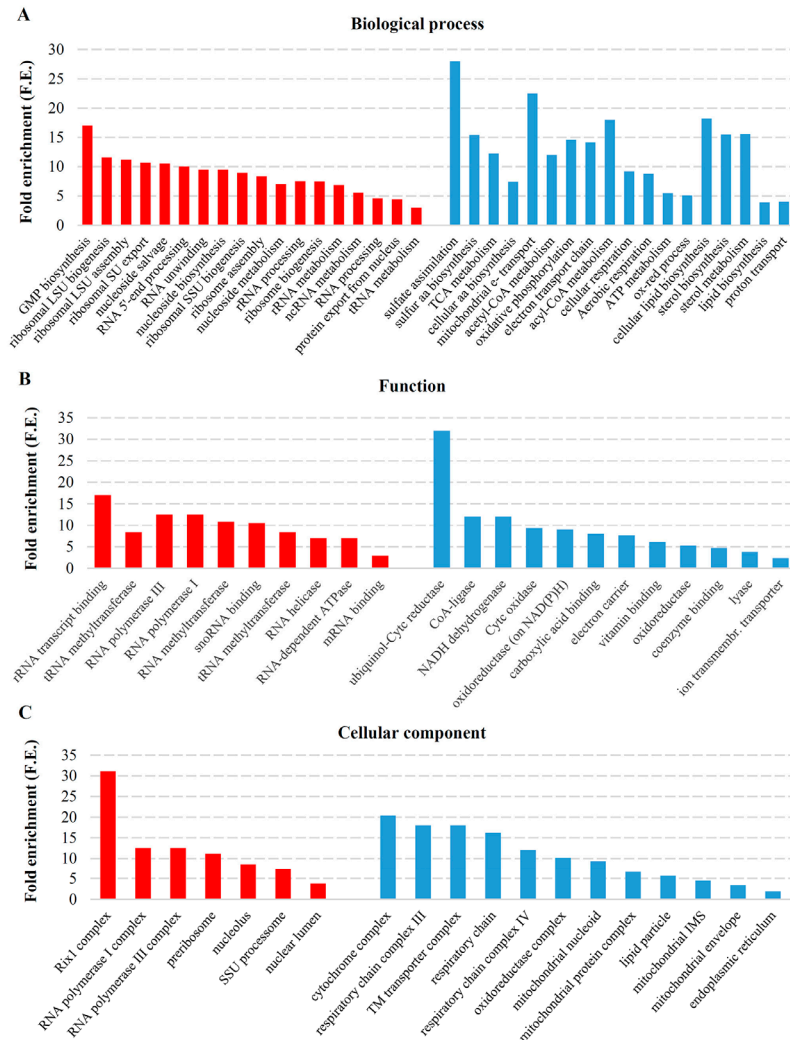 A
Biological process
Fold enrichment (F.E.)
30
25
20
15
10
5
0
GMP biosynthesis
ribosomal LSU biogenesis
ribosomal LSU assembly
ribosomal SU export
nucleoside salvage
RNA 5'-end processing
RNA unwinding
nucleoside biosynthesis
ribosomal SSU biogenesis
ribosome assembly
nucleoside metabolism
rRNA processing
ribosome biogenesis
rRNA metabolism
ncRNA metabolism
RNA processing
protein export from nucleus
tRNA metabolism
sulfate assimilation
sulfur aa biosynthesis
TCA metabolism
cellular aa biosynthesis
mitochondrial e- transport
acetyl-CoA metabolism
oxidative phosphorylation
electron transport chain
acyl-CoA metabolism
cellular respiration
Aerobic respiration
ATP metabolism
ox-red process
cellular lipid biosynthesis
sterol biosynthesis
sterol metabolism
lipid biosynthesis
proton transport
B
Function
Fold enrichment (F.E.)
35
30
25
20
15
10
5
0
rRNA transcript binding
tRNA methyltransferase
RNA polymerase III
RNA polymerase I
RNA methyltransferase
snoRNA binding
tRNA methyltransferase
RNA helicase
RNA-dependent ATPase
mRNA binding
ubiquinol-Cytc reductase
CoA-ligase
NADH dehydrogenase
Cytc oxidase
oxidoreductase (on NAD(P)H)
carboxylic acid binding
electron carrier
vitamin binding
oxidoreductase
coenzyme binding
lyase
ion transmembr. transporter
C
Cellular component
Fold enrichment (F.E.)
35
30
25
20
15
10
5
0
Rix1 complex
RNA polymerase I complex
RNA polymerase III complex
preribosome
nucleolus
SSU processome
nuclear lumen
cytochrome complex
respiratory chain complex III
TM transporter complex
respiratory chain
respiratory chain complex IV
oxidoreductase complex
mitochondrial nucleoid
mitochondrial protein complex
lipid particle
mitochondrial IMS
mitochondrial envelope
endoplasmic reticulum